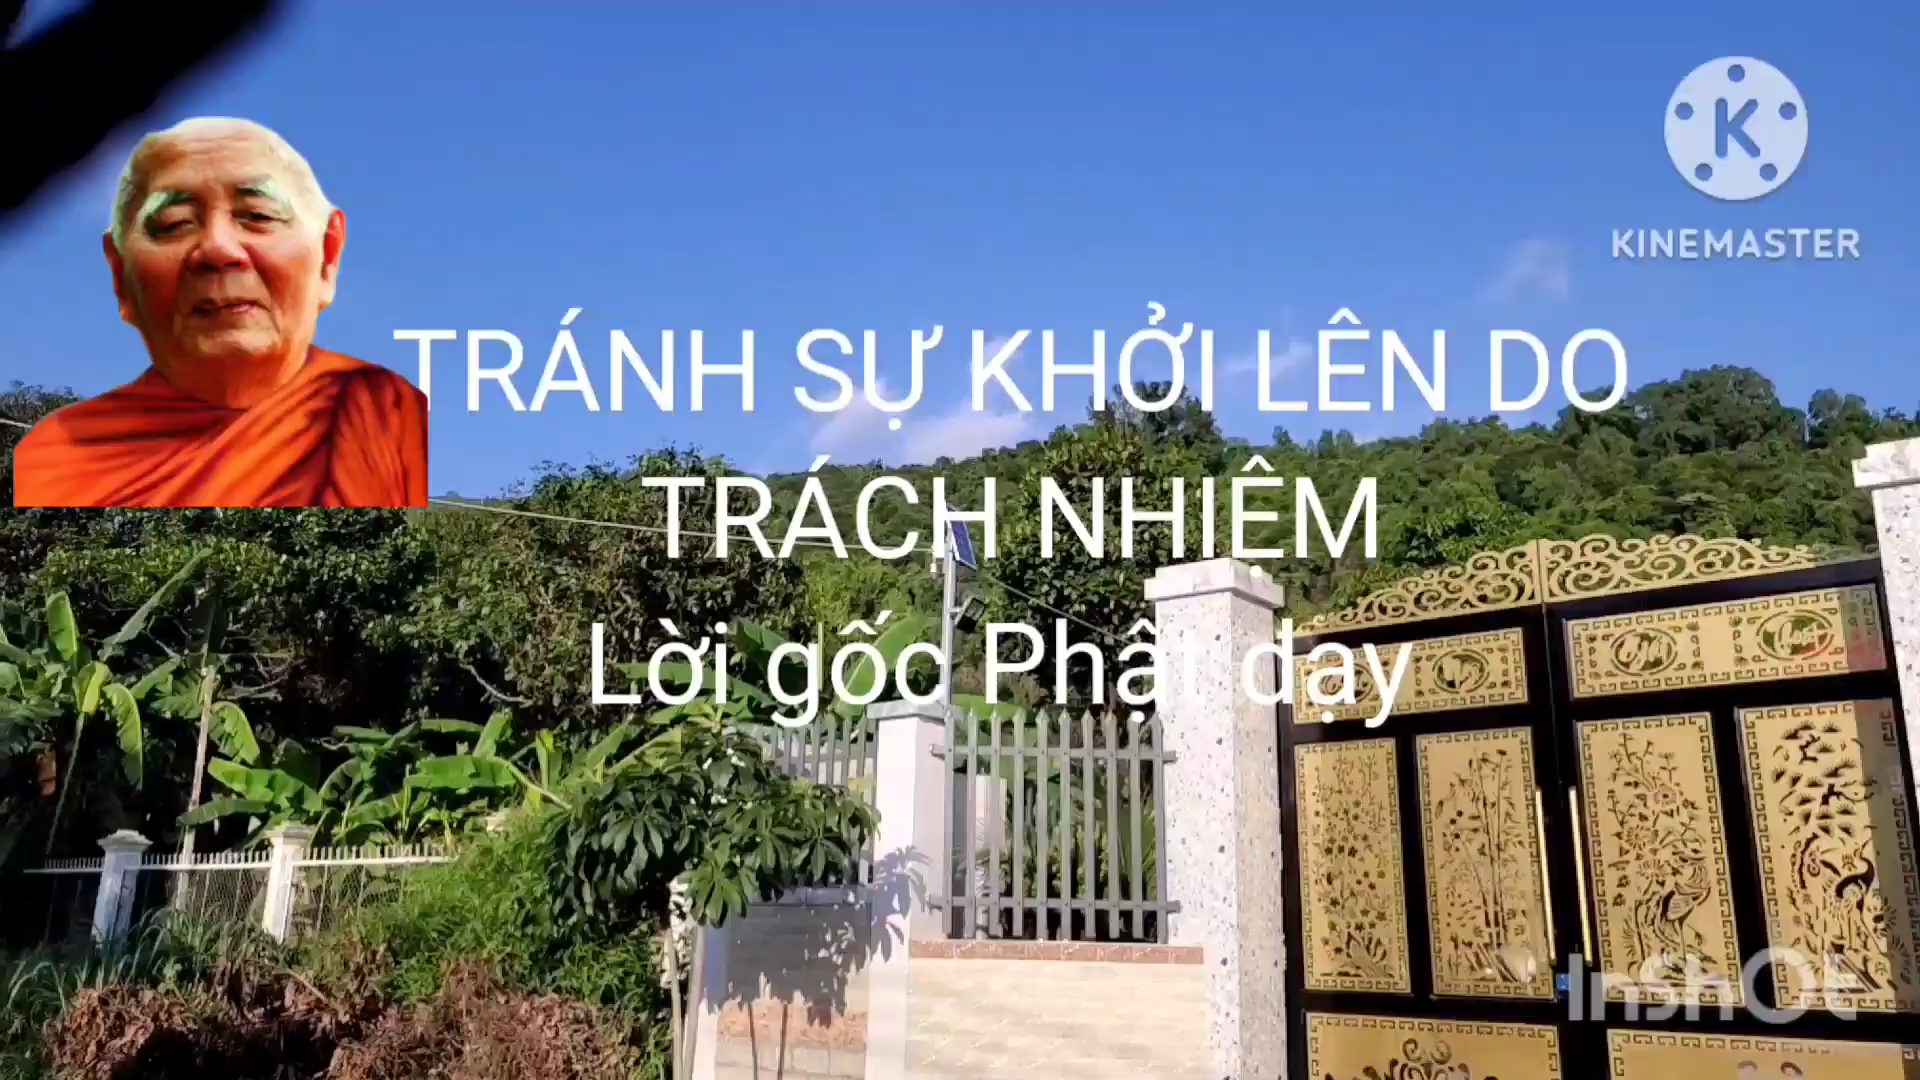 KINEMASTER
TRÁNH SỰ KHỞI LÊN DO
TRÁCH NHIỆM
Lời gốc Phật dạy
InShOt